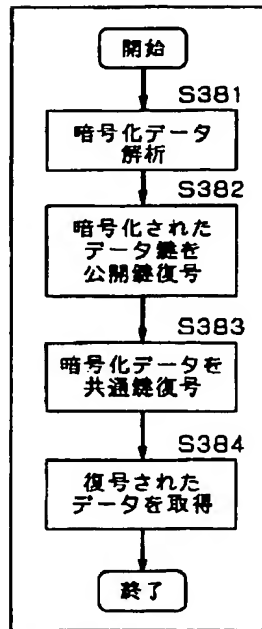 開始
S381
暗号化データ
解析
S382
暗号化された
データ鍵を
公開鍵復号
S383
暗号化データを
共通鍵復号
S384
復号された
データを取得
終了